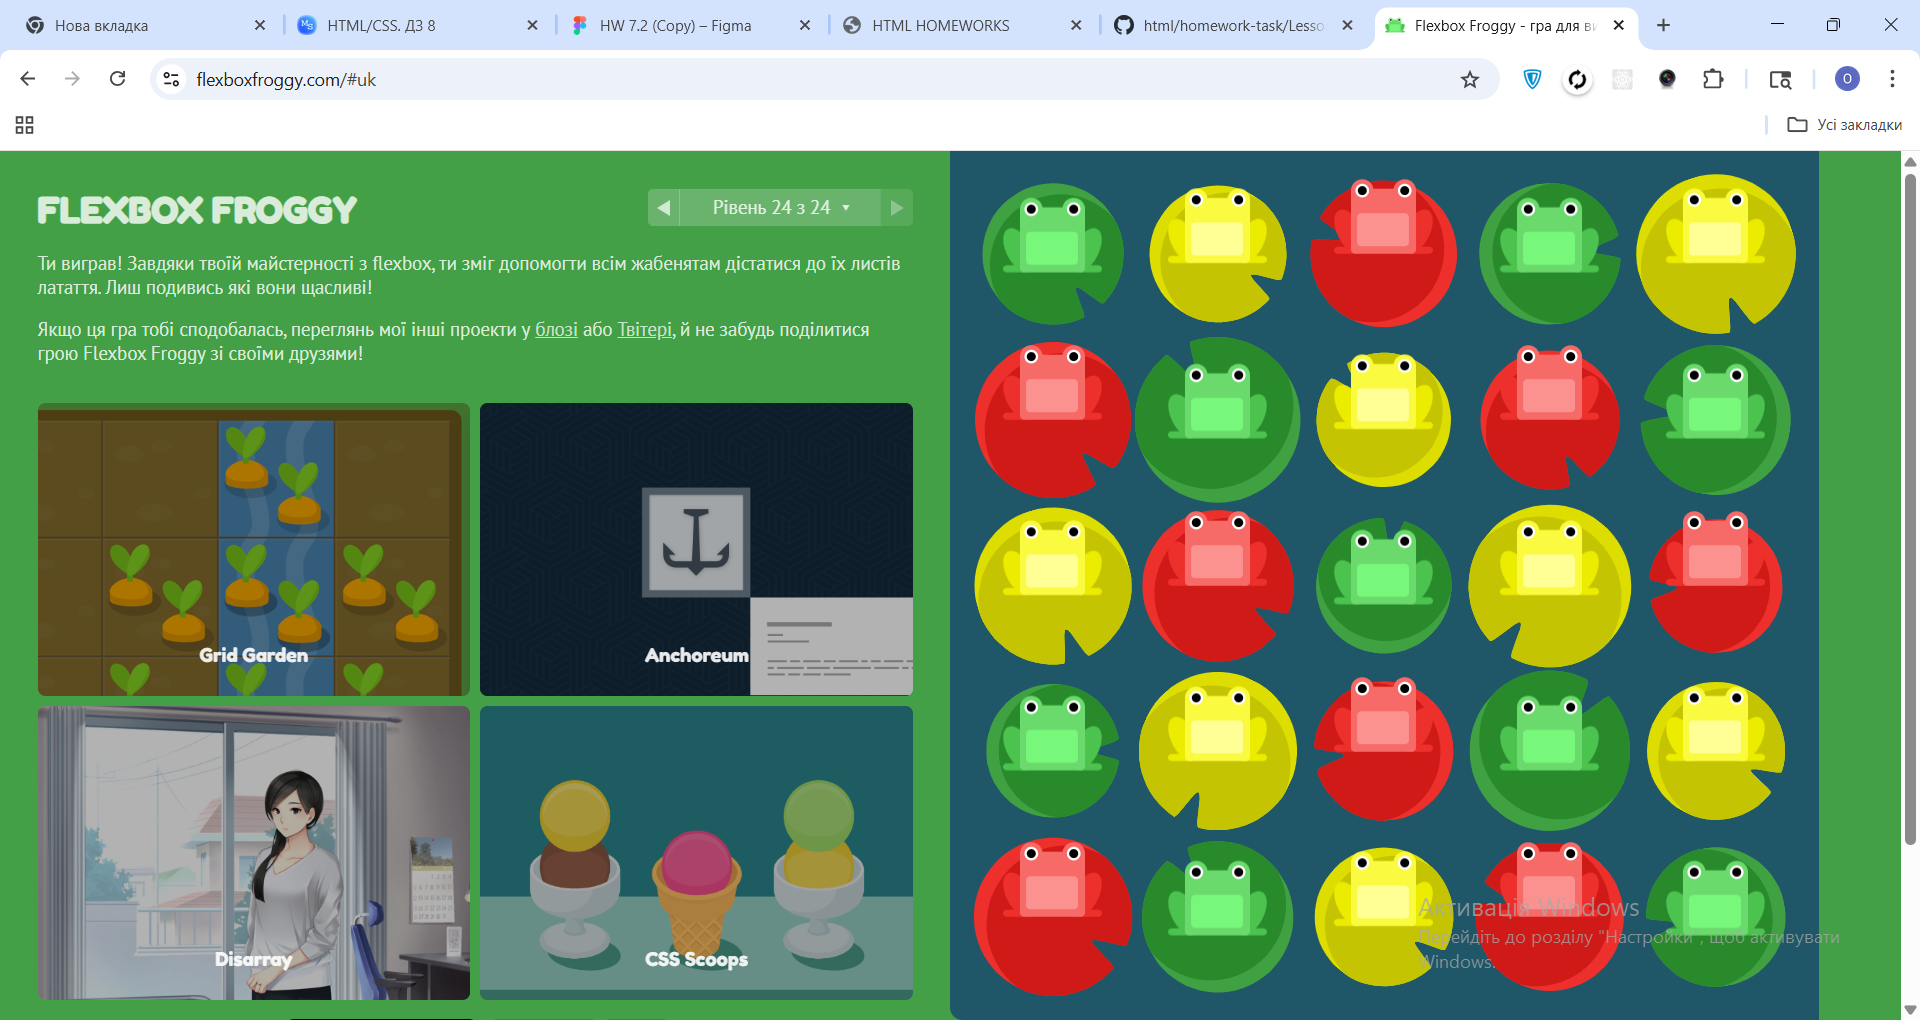 Нова вкладка
HTML/CSS. ДЗ 8
HW 7.2 (Copy) – Figma
HTML HOMEWORKS
html/homework-task/Lesso
Flexbox Froggy - гра для ви
flexboxfroggy.com/#uk
O
Усі закладки
FLEXBOX FROGGY
Рівень 24 з 24
Ти виграв! Завдяки твоїй майстерності з flexbox, ти зміг допомогти всім жабенятам дістатися до їх листів
латаття. Лиш подивись які вони щасливі!
Якщо ця гра тобі сподобалась, переглянь мої інші проекти у блозі або Твітері, й не забудь поділитися
грою Flexbox Froggy зі своїми друзями!
Grid Garden
Anchoreum
Disarray
CSS Scoops
Активація Windows
Перейдіть до розділу "Настройки", щоб активувати
Windows.